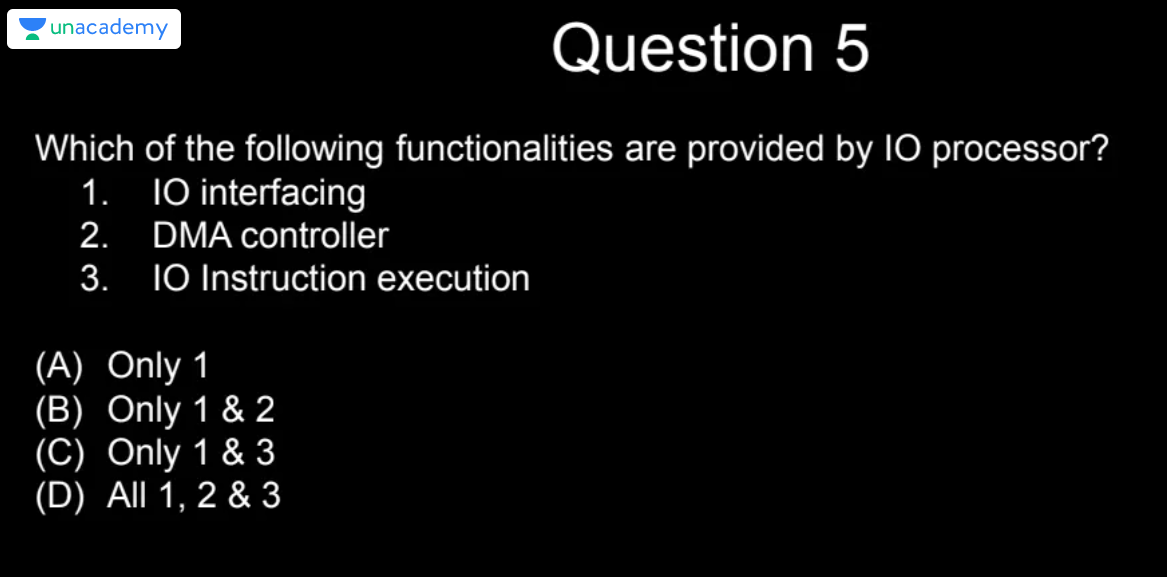 unacademy
Question 5
Which of the following functionalities are provided by IO processor?
1. IO interfacing
2. DMA controller
3. IO Instruction execution
(A) Only 1
(B) Only 1 & 2
(C) Only 1 & 3
(D) All 1, 2 & 3